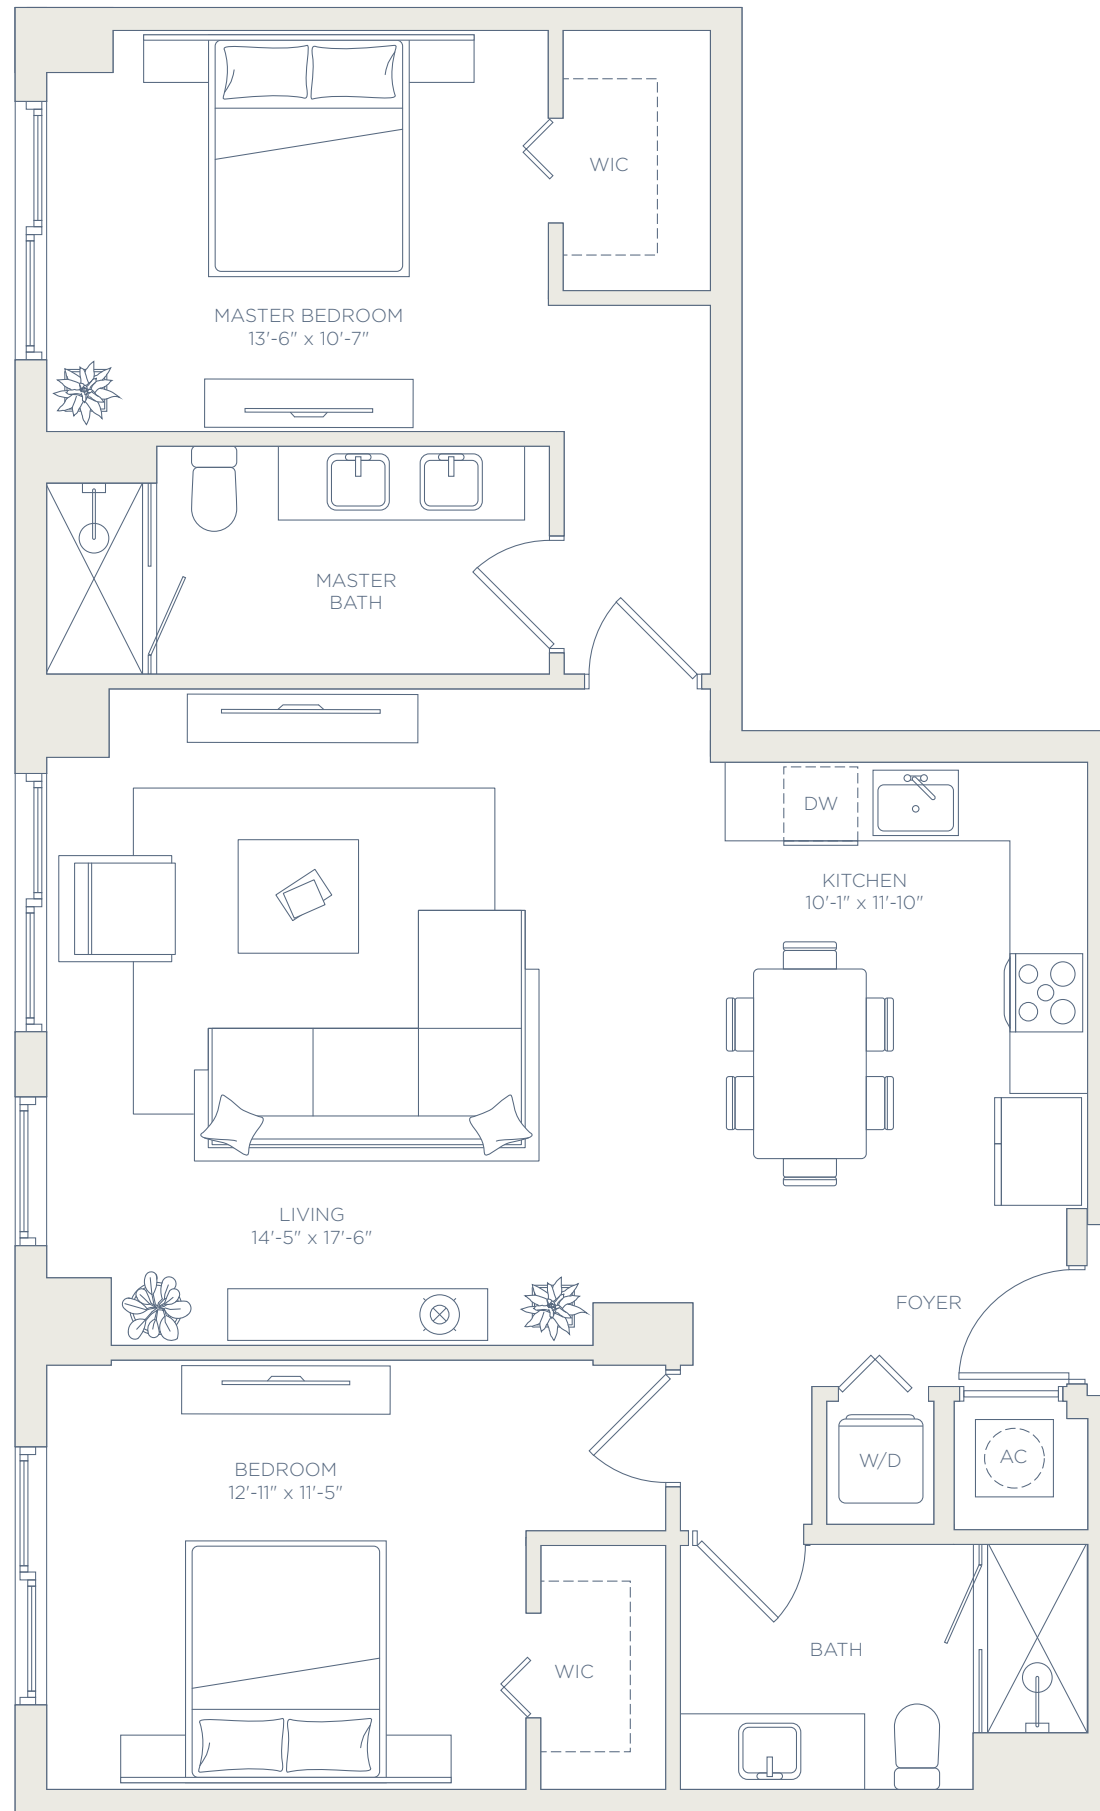 WIC
MASTER BEDROOM
13'-6" x 10'-7"
MASTER
BATH
DW
KITCHEN
10'-1" x 11'-10"
LIVING
14'-5" x 17'-6"
FOYER
W/D
AC
BEDROOM
12'-11" x 11'-5"
BATH
WIC